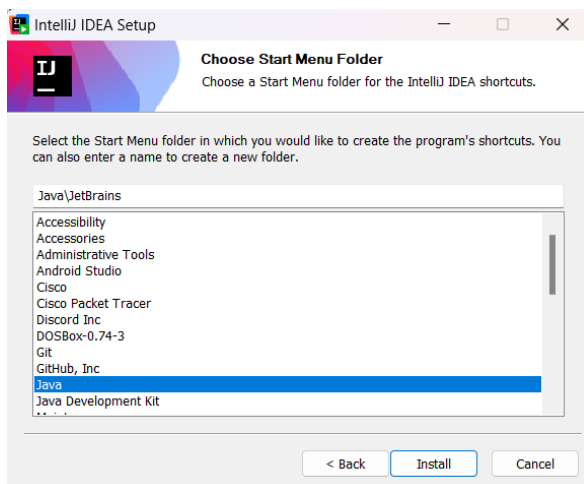 IntelliJ IDEA Setup
IJ
Choose Start Menu Folder
Choose a Start Menu folder for the IntelliJ IDEA shortcuts.
Select the Start Menu folder in which you would like to create the program's shortcuts. You
can also enter a name to create a new folder.
Java\JetBrains
Accessibility
Accessories
Administrative Tools
Android Studio
Cisco
Cisco Packet Tracer
Discord Inc
DOSBox-0.74-3
Git
GitHub, Inc
Java
Java Development Kit
< Back Install Cancel